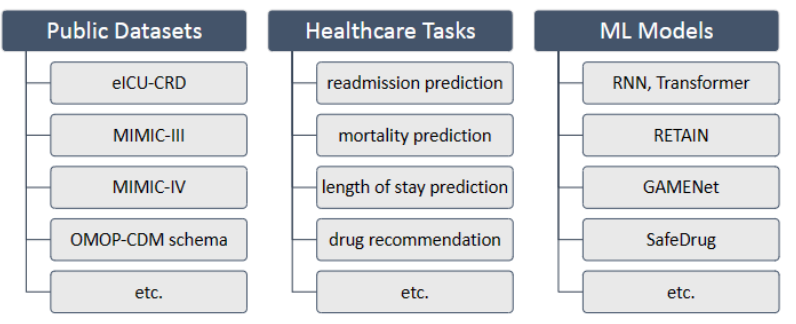 Public Datasets
eICU-CRD
MIMIC-III
MIMIC-IV
OMOP-CDM schema
etc.
Healthcare Tasks
readmission prediction
mortality prediction
length of stay prediction
drug recommendation
etc.
ML Models
RNN, Transformer
RETAIN
GAMENet
SafeDrug
etc.